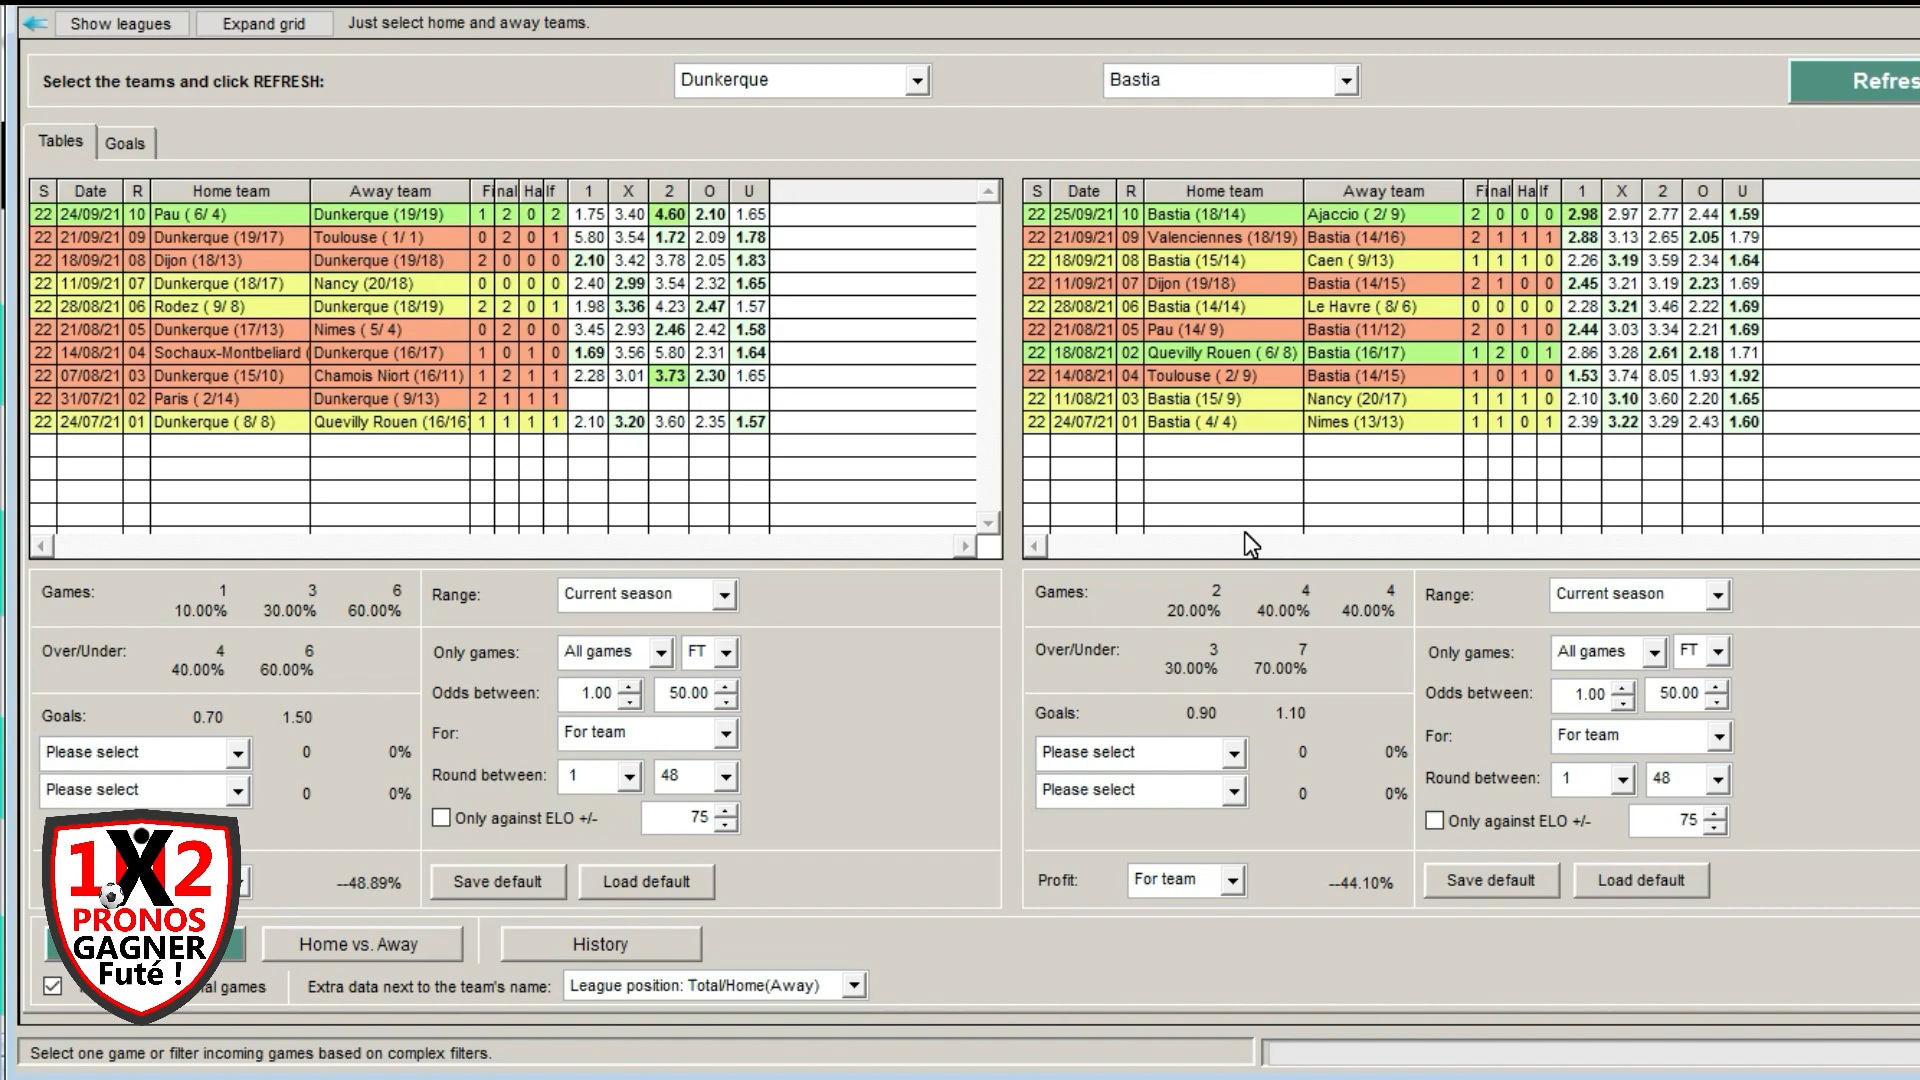 Show leagues Expand grid Just select home and away teams.
Select the teams and click REFRESH: Dunkerque Bastia Refres
Tables Goals
S Date R Home team Away team Final Half 1 X 2 O U
22 24/09/21 10 Pau ( 6/ 4) Dunkerque (19/19) 1 2 0 2 1.75 3.40 4.60 2.10 1.65
22 21/09/21 09 Dunkerque (19/17) Toulouse ( 1/ 1) 0 2 0 1 5.80 3.54 1.72 2.09 1.78
22 18/09/21 08 Dijon (18/13) Dunkerque (19/18) 2 0 0 0 2.10 3.42 3.78 2.05 1.83
22 11/09/21 07 Dunkerque (18/17) Nancy (20/18) 0 0 0 0 2.40 2.99 3.54 2.32 1.65
22 28/08/21 06 Rodez ( 9/ 8) Dunkerque (18/19) 2 2 0 1 1.98 3.36 4.23 2.47 1.57
22 21/08/21 05 Dunkerque (17/13) Nimes ( 5/ 4) 0 2 0 0 3.45 2.93 2.46 2.42 1.58
22 14/08/21 04 Sochaux-Montbeliard ( Dunkerque (16/17) 1 0 1 0 1.69 3.56 5.80 2.31 1.64
22 07/08/21 03 Dunkerque (15/10) Chamois Niort (16/11) 1 2 1 1 2.28 3.01 3.73 2.30 1.65
22 31/07/21 02 Paris ( 2/14) Dunkerque ( 9/13) 2 1 1 1
22 24/07/21 01 Dunkerque ( 8/ 8) Quevilly Rouen (16/16) 1 1 1 1 2.10 3.20 3.60 2.35 1.57
S Date R Home team Away team Final Half 1 X 2 O U
22 25/09/21 10 Bastia (18/14) Ajaccio ( 2/ 9) 2 0 0 0 2.98 2.97 2.77 2.44 1.59
22 21/09/21 09 Valenciennes (18/19) Bastia (14/16) 2 1 1 1 2.88 3.13 2.65 2.05 1.79
22 18/09/21 08 Bastia (15/14) Caen ( 9/13) 1 1 1 0 2.26 3.19 3.59 2.34 1.64
22 11/09/21 07 Dijon (19/18) Bastia (14/15) 2 1 0 0 2.45 3.21 3.19 2.23 1.69
22 28/08/21 06 Bastia (14/14) Le Havre ( 8/ 6) 0 0 0 0 2.28 3.21 3.46 2.22 1.69
22 21/08/21 05 Pau (14/ 9) Bastia (11/12) 2 0 1 0 2.44 3.03 3.34 2.21 1.69
22 18/08/21 02 Quevilly Rouen ( 6/ 8) Bastia (16/17) 1 2 0 1 2.86 3.28 2.61 2.18 1.71
22 14/08/21 04 Toulouse ( 2/ 9) Bastia (14/15) 1 0 1 0 1.53 3.74 8.05 1.93 1.92
22 11/08/21 03 Bastia (15/ 9) Nancy (20/17) 1 1 1 0 2.10 3.10 3.60 2.20 1.65
22 24/07/21 01 Bastia ( 4/ 4) Nimes (13/13) 1 1 0 1 2.39 3.22 3.29 2.43 1.60
Games: 1 3 6
10.00% 30.00% 60.00%
Over/Under: 4 6
40.00% 60.00%
Goals: 0.70 1.50
Please select 0 0%
Please select 0 0%
--48.89%
Range: Current season
Only games: All games FT
Odds between: 1.00 50.00
For: For team
Round between: 1 48
Only against ELO +/- 75
Save default Load default
Games: 2 4 4
20.00% 40.00% 40.00%
Over/Under: 3 7
30.00% 70.00%
Goals: 0.90 1.10
Please select 0 0%
Please select 0 0%
Profit: For team --44.10%
Range: Current season
Only games: All games FT
Odds between: 1.00 50.00
For: For team
Round between: 1 48
Only against ELO +/- 75
Save default Load default
1X2
PRONOS
GAGNER
Futé !
Home vs. Away History
games Extra data next to the team's name: League position: Total/Home(Away)
Select one game or filter incoming games based on complex filters.